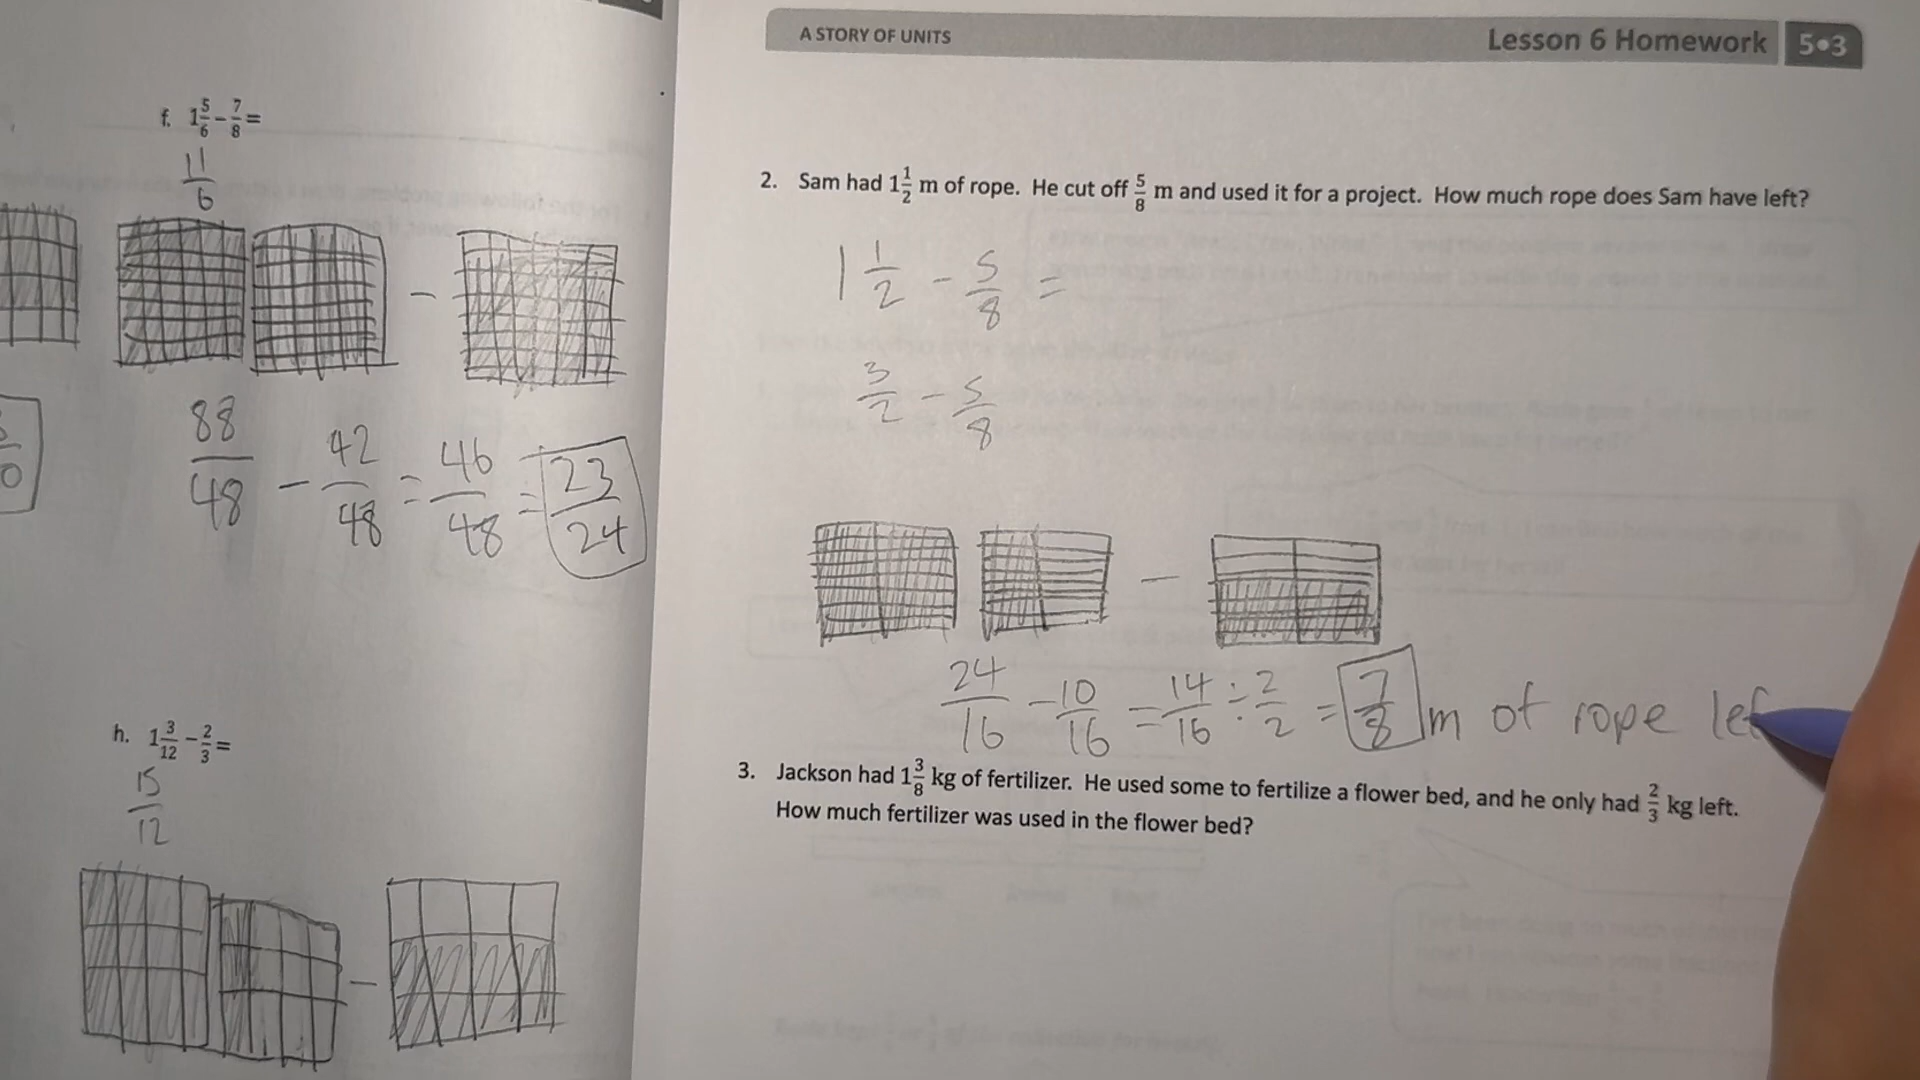 f. 1 5/6 - 7/8 =
11/6
88/48 - 42/48 = 46/48 = 23/24
h. 1 3/12 - 2/3 =
15/12
A STORY OF UNITS
Lesson 6 Homework 5•3
2. Sam had 1 1/2 m of rope. He cut off 5/8 m and used it for a project. How much rope does Sam have left?
1 1/2 - 5/8 =
3/2 - 5/8
24/16 - 10/16 = 14/16 ÷ 2/2 = 7/8 m of rope lef
3. Jackson had 1 3/8 kg of fertilizer. He used some to fertilize a flower bed, and he only had 2/3 kg left.
How much fertilizer was used in the flower bed?